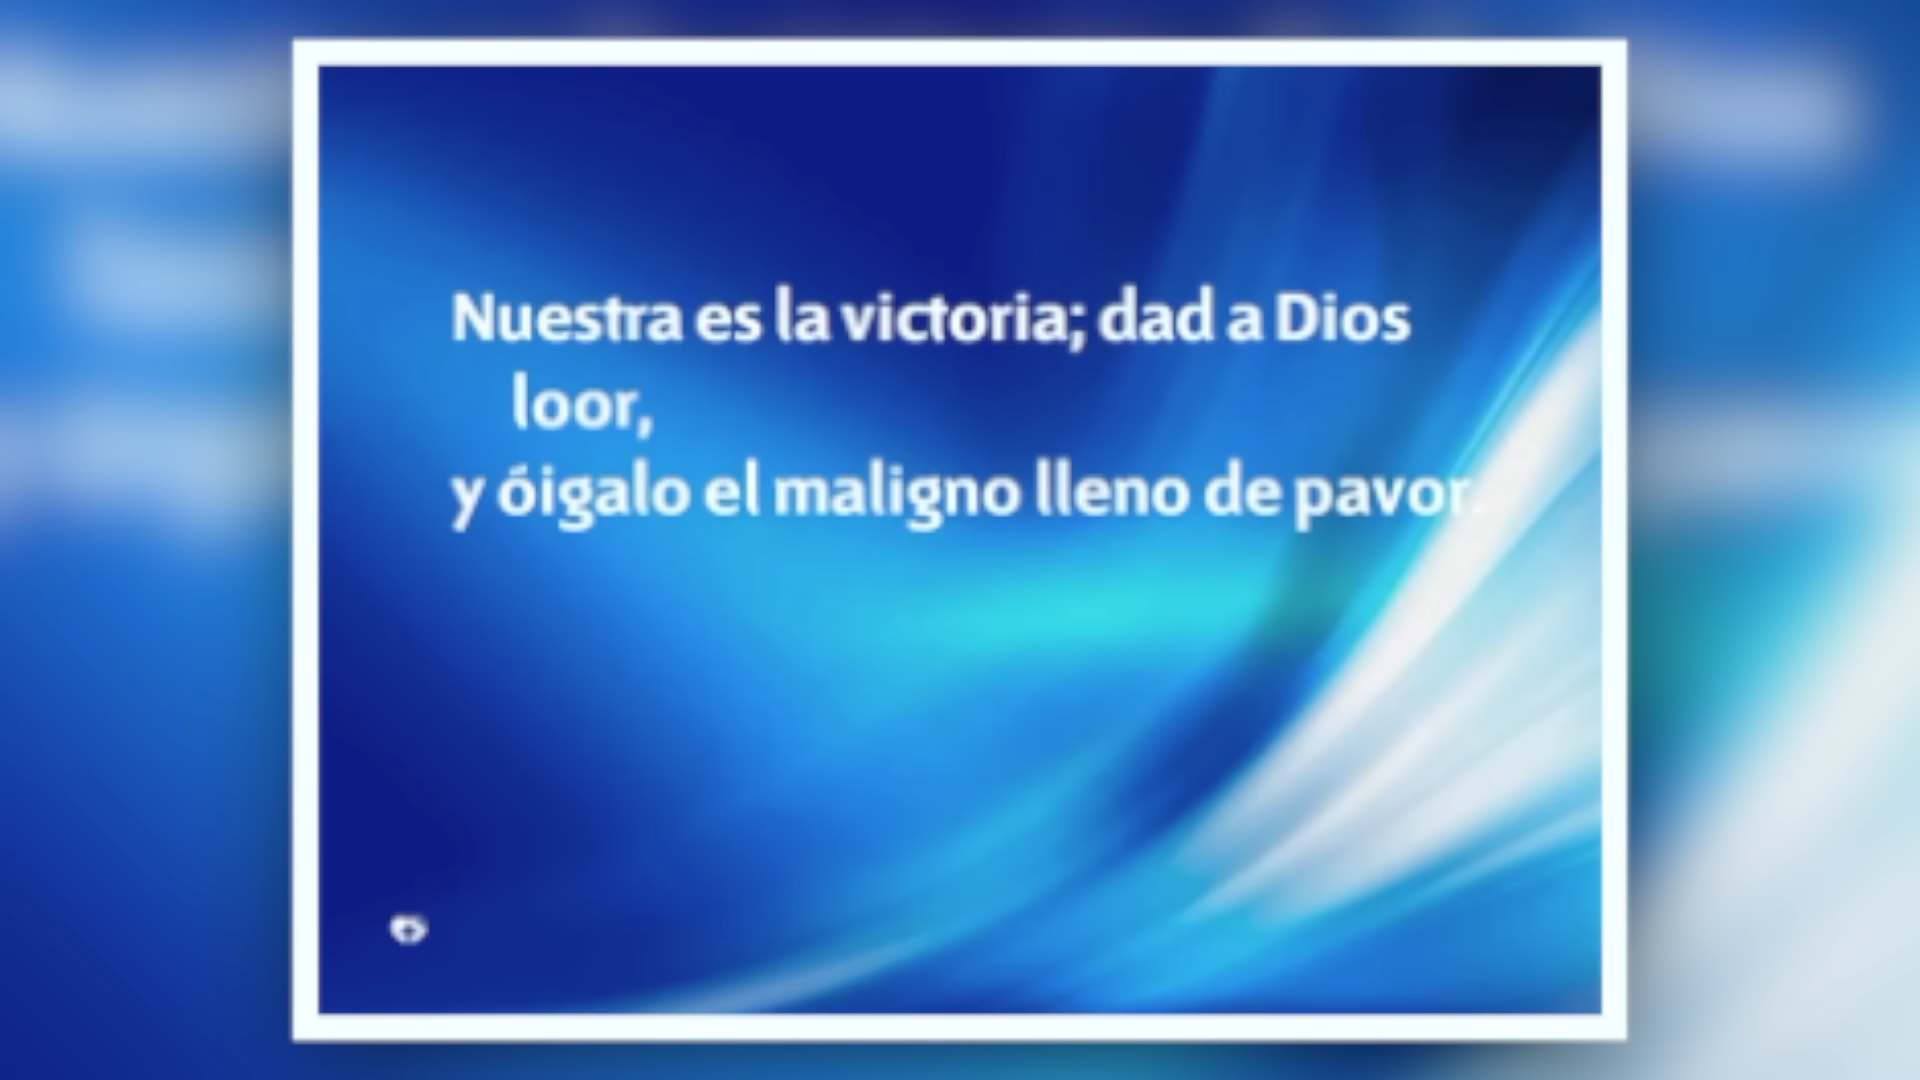 Nuestra es la victoria; dad a Dios
loor,
y óigalo el maligno lleno de pavor.